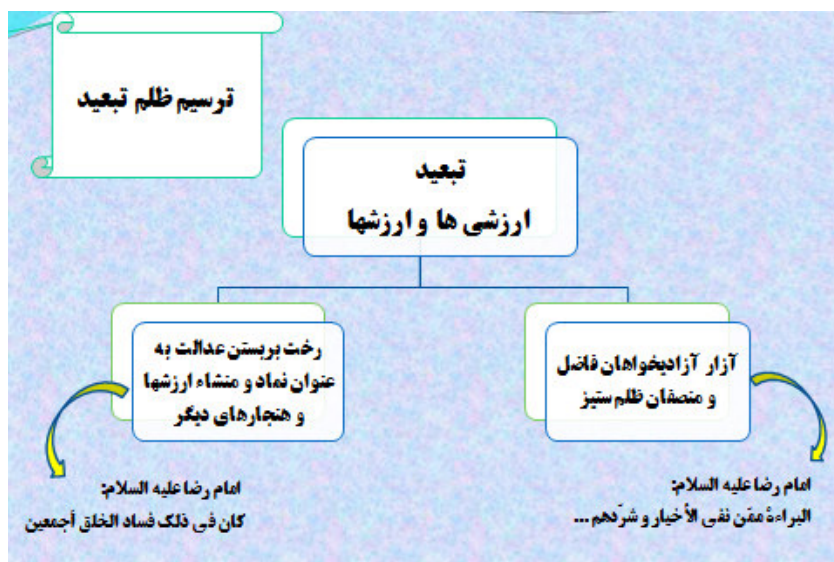 ترسیم ظلم تبعید
تبعید
ارزشی ها و ارزشها
آزار آزادیخواهان فاضل
و منصفان ظلم ستیز
رخت بربستن عدالت به
عنوان نماد و منشاء ارزشها
و هنجارهای دیگر
امام رضا علیه السلام:
البراءة ممّن نفی الأخیار و شرّدهم ...
امام رضا علیه السلام:
کان فی ذلک فساد الخلق أجمعین